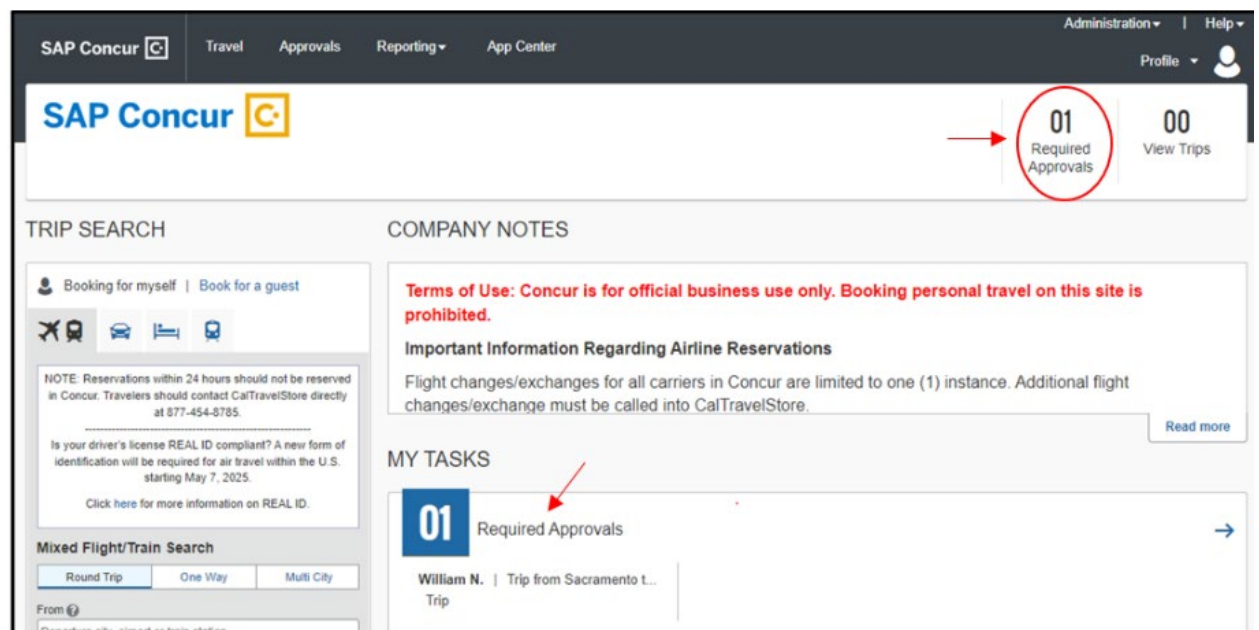 Administration | Help
SAP Concur C Travel Approvals Reporting App Center
Profile
SAP Concur C
01
Required
Approvals
00
View Trips
TRIP SEARCH
Booking for myself | Book for a guest
NOTE: Reservations within 24 hours should not be reserved
in Concur. Travelers should contact CalTravelStore directly
at 877-454-8785.
------------------------------------------------------------
Is your driver's license REAL ID compliant? A new form of
identification will be required for air travel within the U.S.
starting May 7, 2025.
Click here for more information on REAL ID.
Mixed Flight/Train Search
Round Trip One Way Multi City
From ?
Departure city, airport or train station
COMPANY NOTES
Terms of Use: Concur is for official business use only. Booking personal travel on this site is
prohibited.
Important Information Regarding Airline Reservations
Flight changes/exchanges for all carriers in Concur are limited to one (1) instance. Additional flight
changes/exchange must be called into CalTravelStore.
Read more
MY TASKS
01 Required Approvals
William N. | Trip from Sacramento t...
Trip